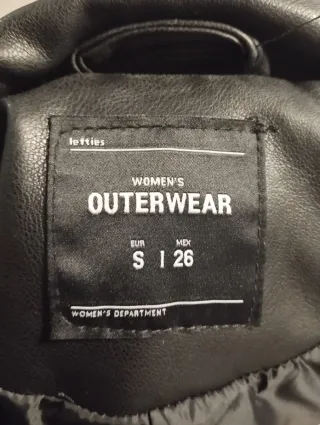 lefties
WOMEN'S
OUTERWEAR
EUR MEX
S | 26
WOMEN'S DEPARTMENT